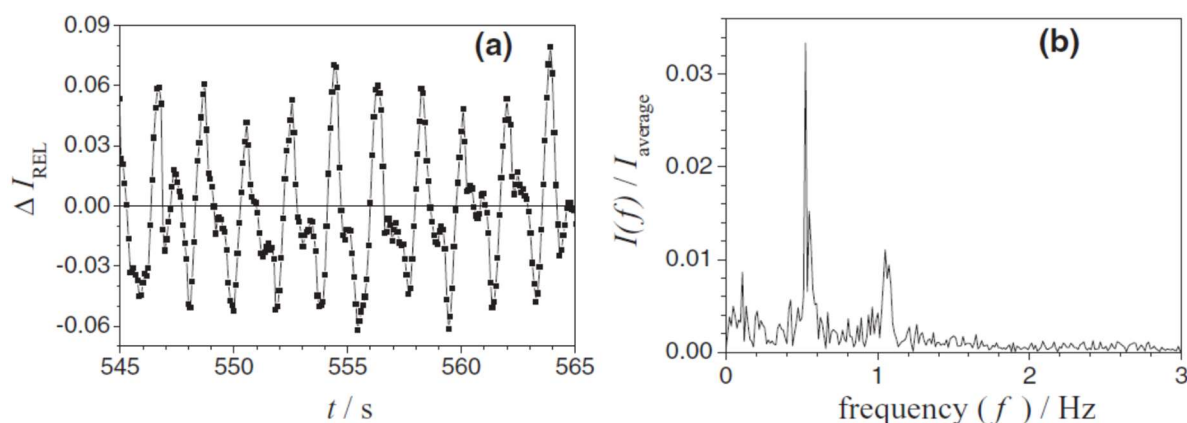 (a)
0.09
0.06
0.03
0.00
-0.03
-0.06
Δ I_REL
545 550 555 560 565
t / s
(b)
0.03
0.02
0.01
0.00
I(f) / I_average
0 1 2 3
frequency ( f ) / Hz